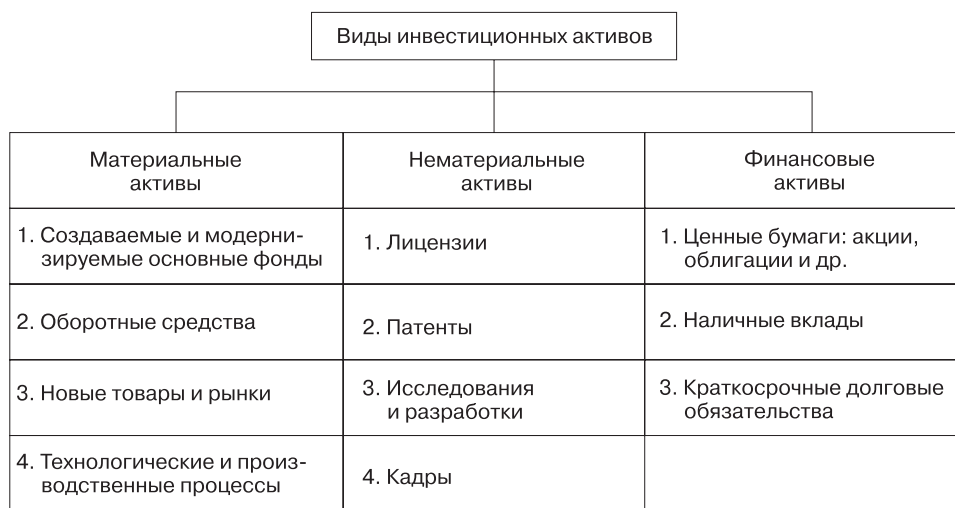 Виды инвестиционных активов
Материальные
активы
Нематериальные
активы
Финансовые
активы
1. Создаваемые и модерни-
зируемые основные фонды
1. Лицензии
1. Ценные бумаги: акции,
облигации и др.
2. Оборотные средства
2. Патенты
2. Наличные вклады
3. Новые товары и рынки
3. Исследования
и разработки
3. Краткосрочные долговые
обязательства
4. Технологические и произ-
водственные процессы
4. Кадры